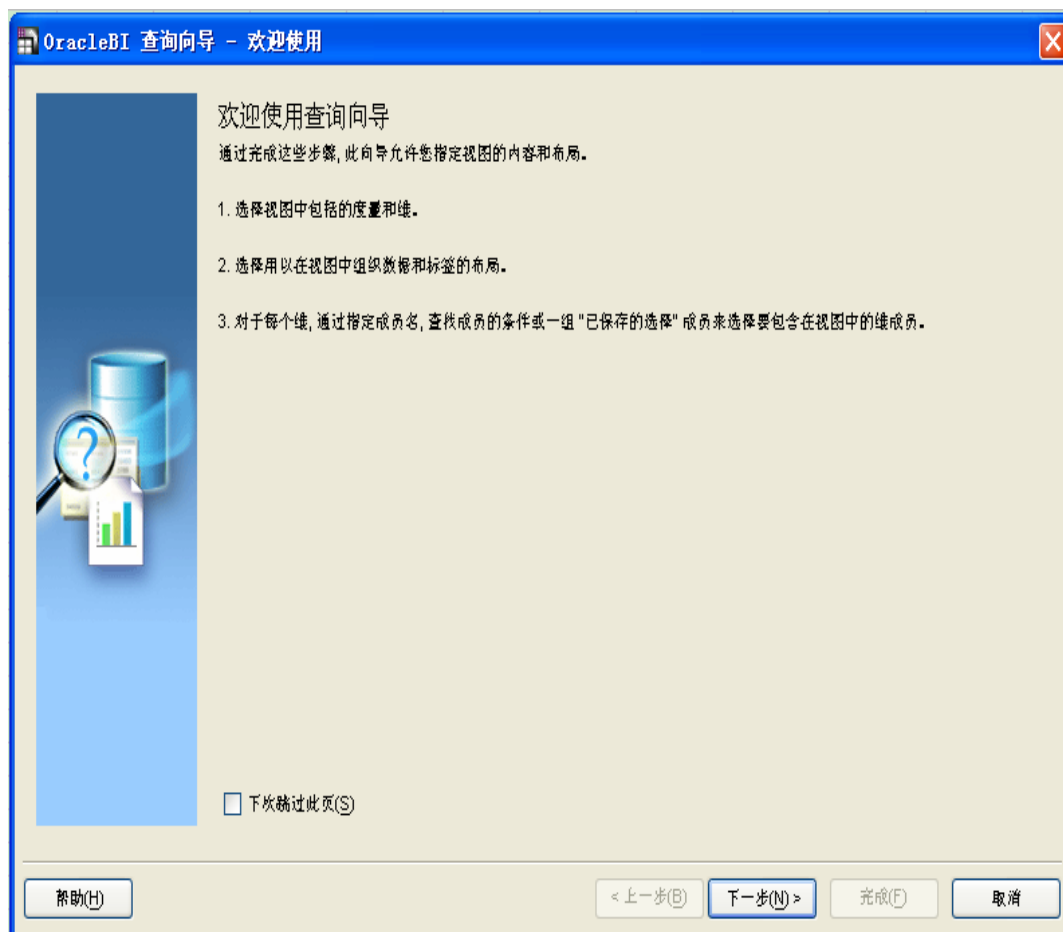 OracleBI 查询向导 - 欢迎使用
欢迎使用查询向导
通过完成这些步骤, 此向导允许您指定视图的内容和布局。
1. 选择视图中包括的度量和维。
2. 选择用以在视图中组织数据和标签的布局。
3. 对于每个维, 通过指定成员名, 查找成员的条件或一组 "已保存的选择" 成员来选择要包含在视图中的维成员。
?
下次跳过此页(S)
帮助(H)
< 上一步(B)
下一步(N) >
完成(F)
取消